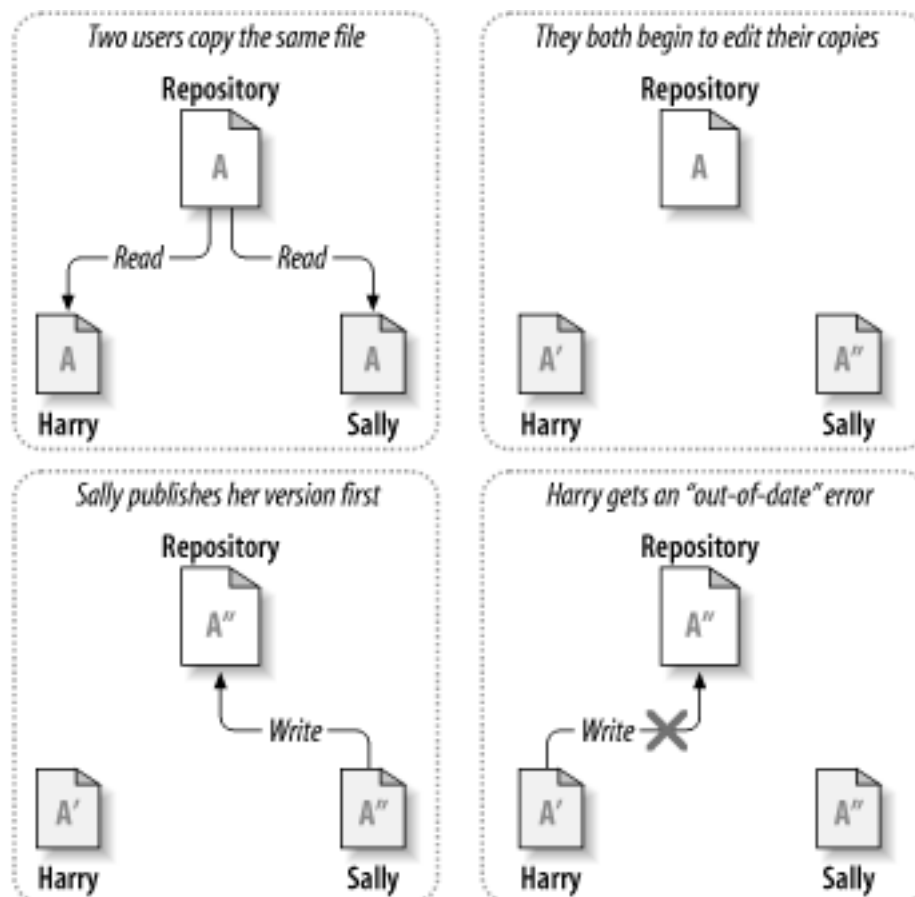 Two users copy the same file
Repository
A
Read
Read
A
A
Harry
Sally
They both begin to edit their copies
Repository
A
A′
A″
Harry
Sally
Sally publishes her version first
Repository
A″
Write
A′
A″
Harry
Sally
Harry gets an “out-of-date” error
Repository
A″
Write
A′
A″
Harry
Sally